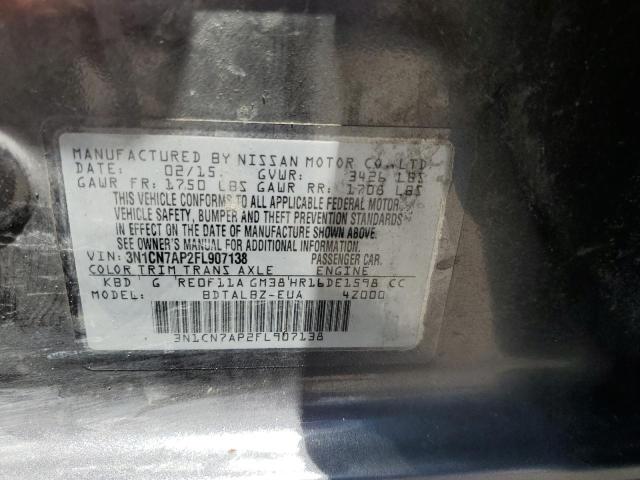 MANUFACTURED BY NISSAN MOTOR CO.,LTD.
DATE: 02/15 GVWR: 3426 LBS
GAWR FR: 1750 LBS GAWR RR: 1708 LBS
THIS VEHICLE CONFORMS TO ALL APPLICABLE FEDERAL MOTOR
VEHICLE SAFETY, BUMPER AND THEFT PREVENTION STANDARDS
IN EFFECT ON THE DATE OF MANUFACTURE SHOWN ABOVE.
SEE OWNER'S MANUAL FOR ADDITIONAL INFORMATION.
VIN: 3N1CN7AP2FL907138 PASSENGER CAR.
COLOR TRIM TRANS AXLE ENGINE
KBD G RE0F11A GM38 HR16DE1598 CC
MODEL: BDTALBZ-EUA 4Z000
3N1CN7AP2FL907138